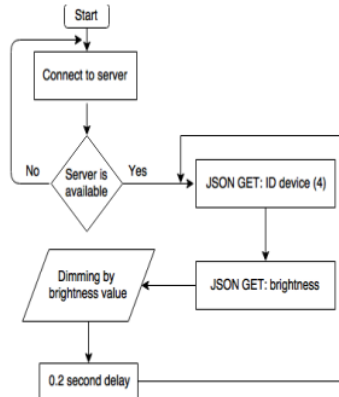 Start
Connect to server
No
Server is
available
Yes
JSON GET: ID device (4)
Dimming by
brightness value
JSON GET: brightness
0.2 second delay